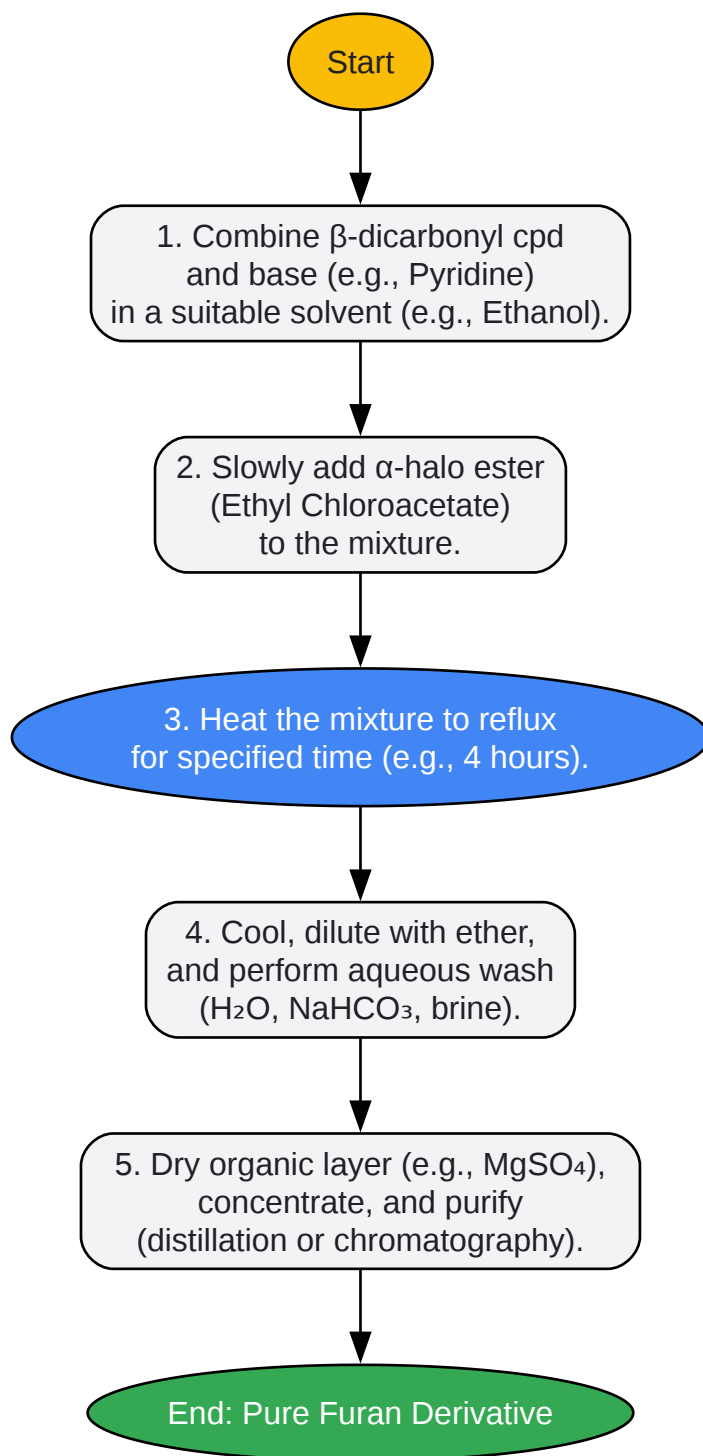 Start
1. Combine β-dicarbonyl cpd
and base (e.g., Pyridine)
in a suitable solvent (e.g., Ethanol).
2. Slowly add α-halo ester
(Ethyl Chloroacetate)
to the mixture.
3. Heat the mixture to reflux
for specified time (e.g., 4 hours).
4. Cool, dilute with ether,
and perform aqueous wash
(H₂O, NaHCO₃, brine).
5. Dry organic layer (e.g., MgSO₄),
concentrate, and purify
(distillation or chromatography).
End: Pure Furan Derivative